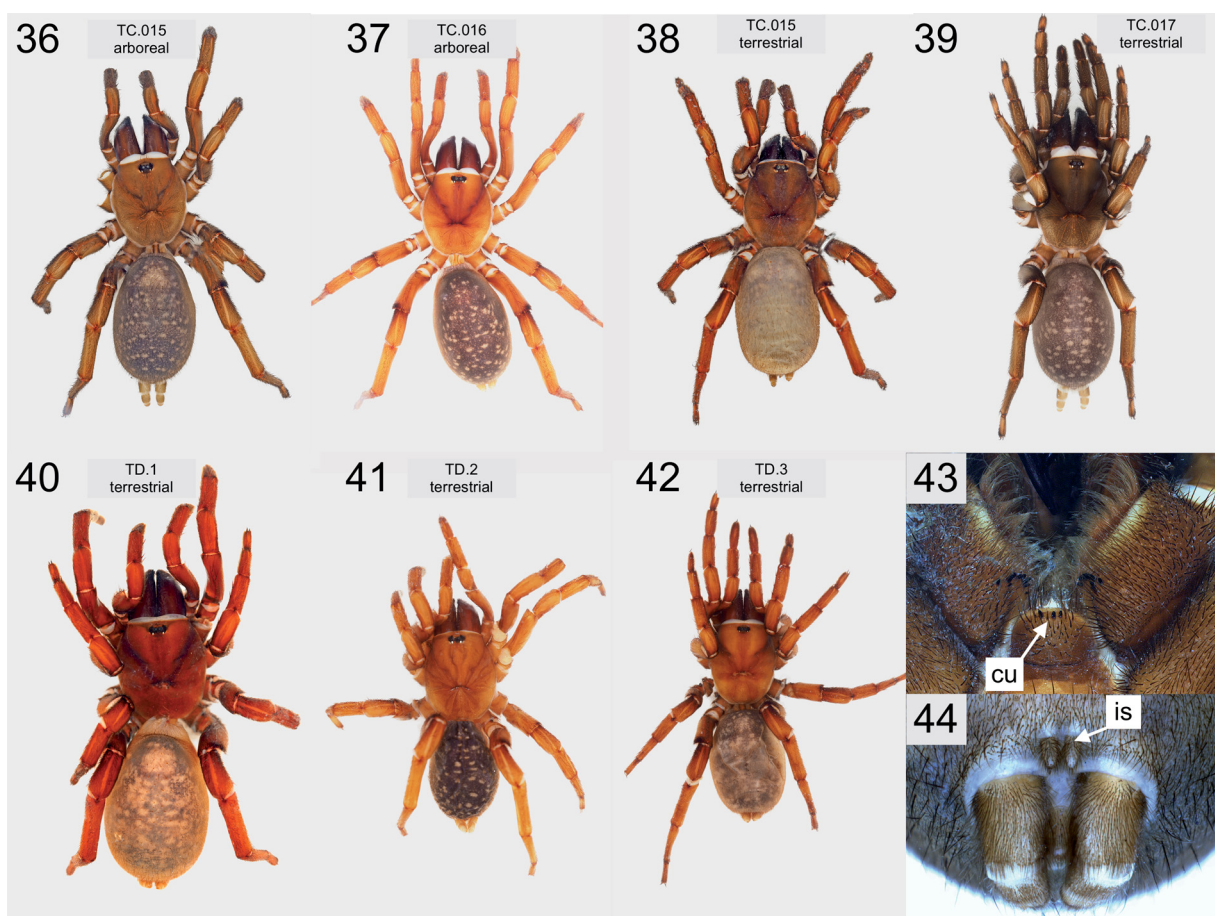 36
TC.015
arboreal
37
TC.016
arboreal
38
TC.015
terrestrial
39
TC.017
terrestrial
40
TD.1
terrestrial
41
TD.2
terrestrial
42
TD.3
terrestrial
43
cu
44
is